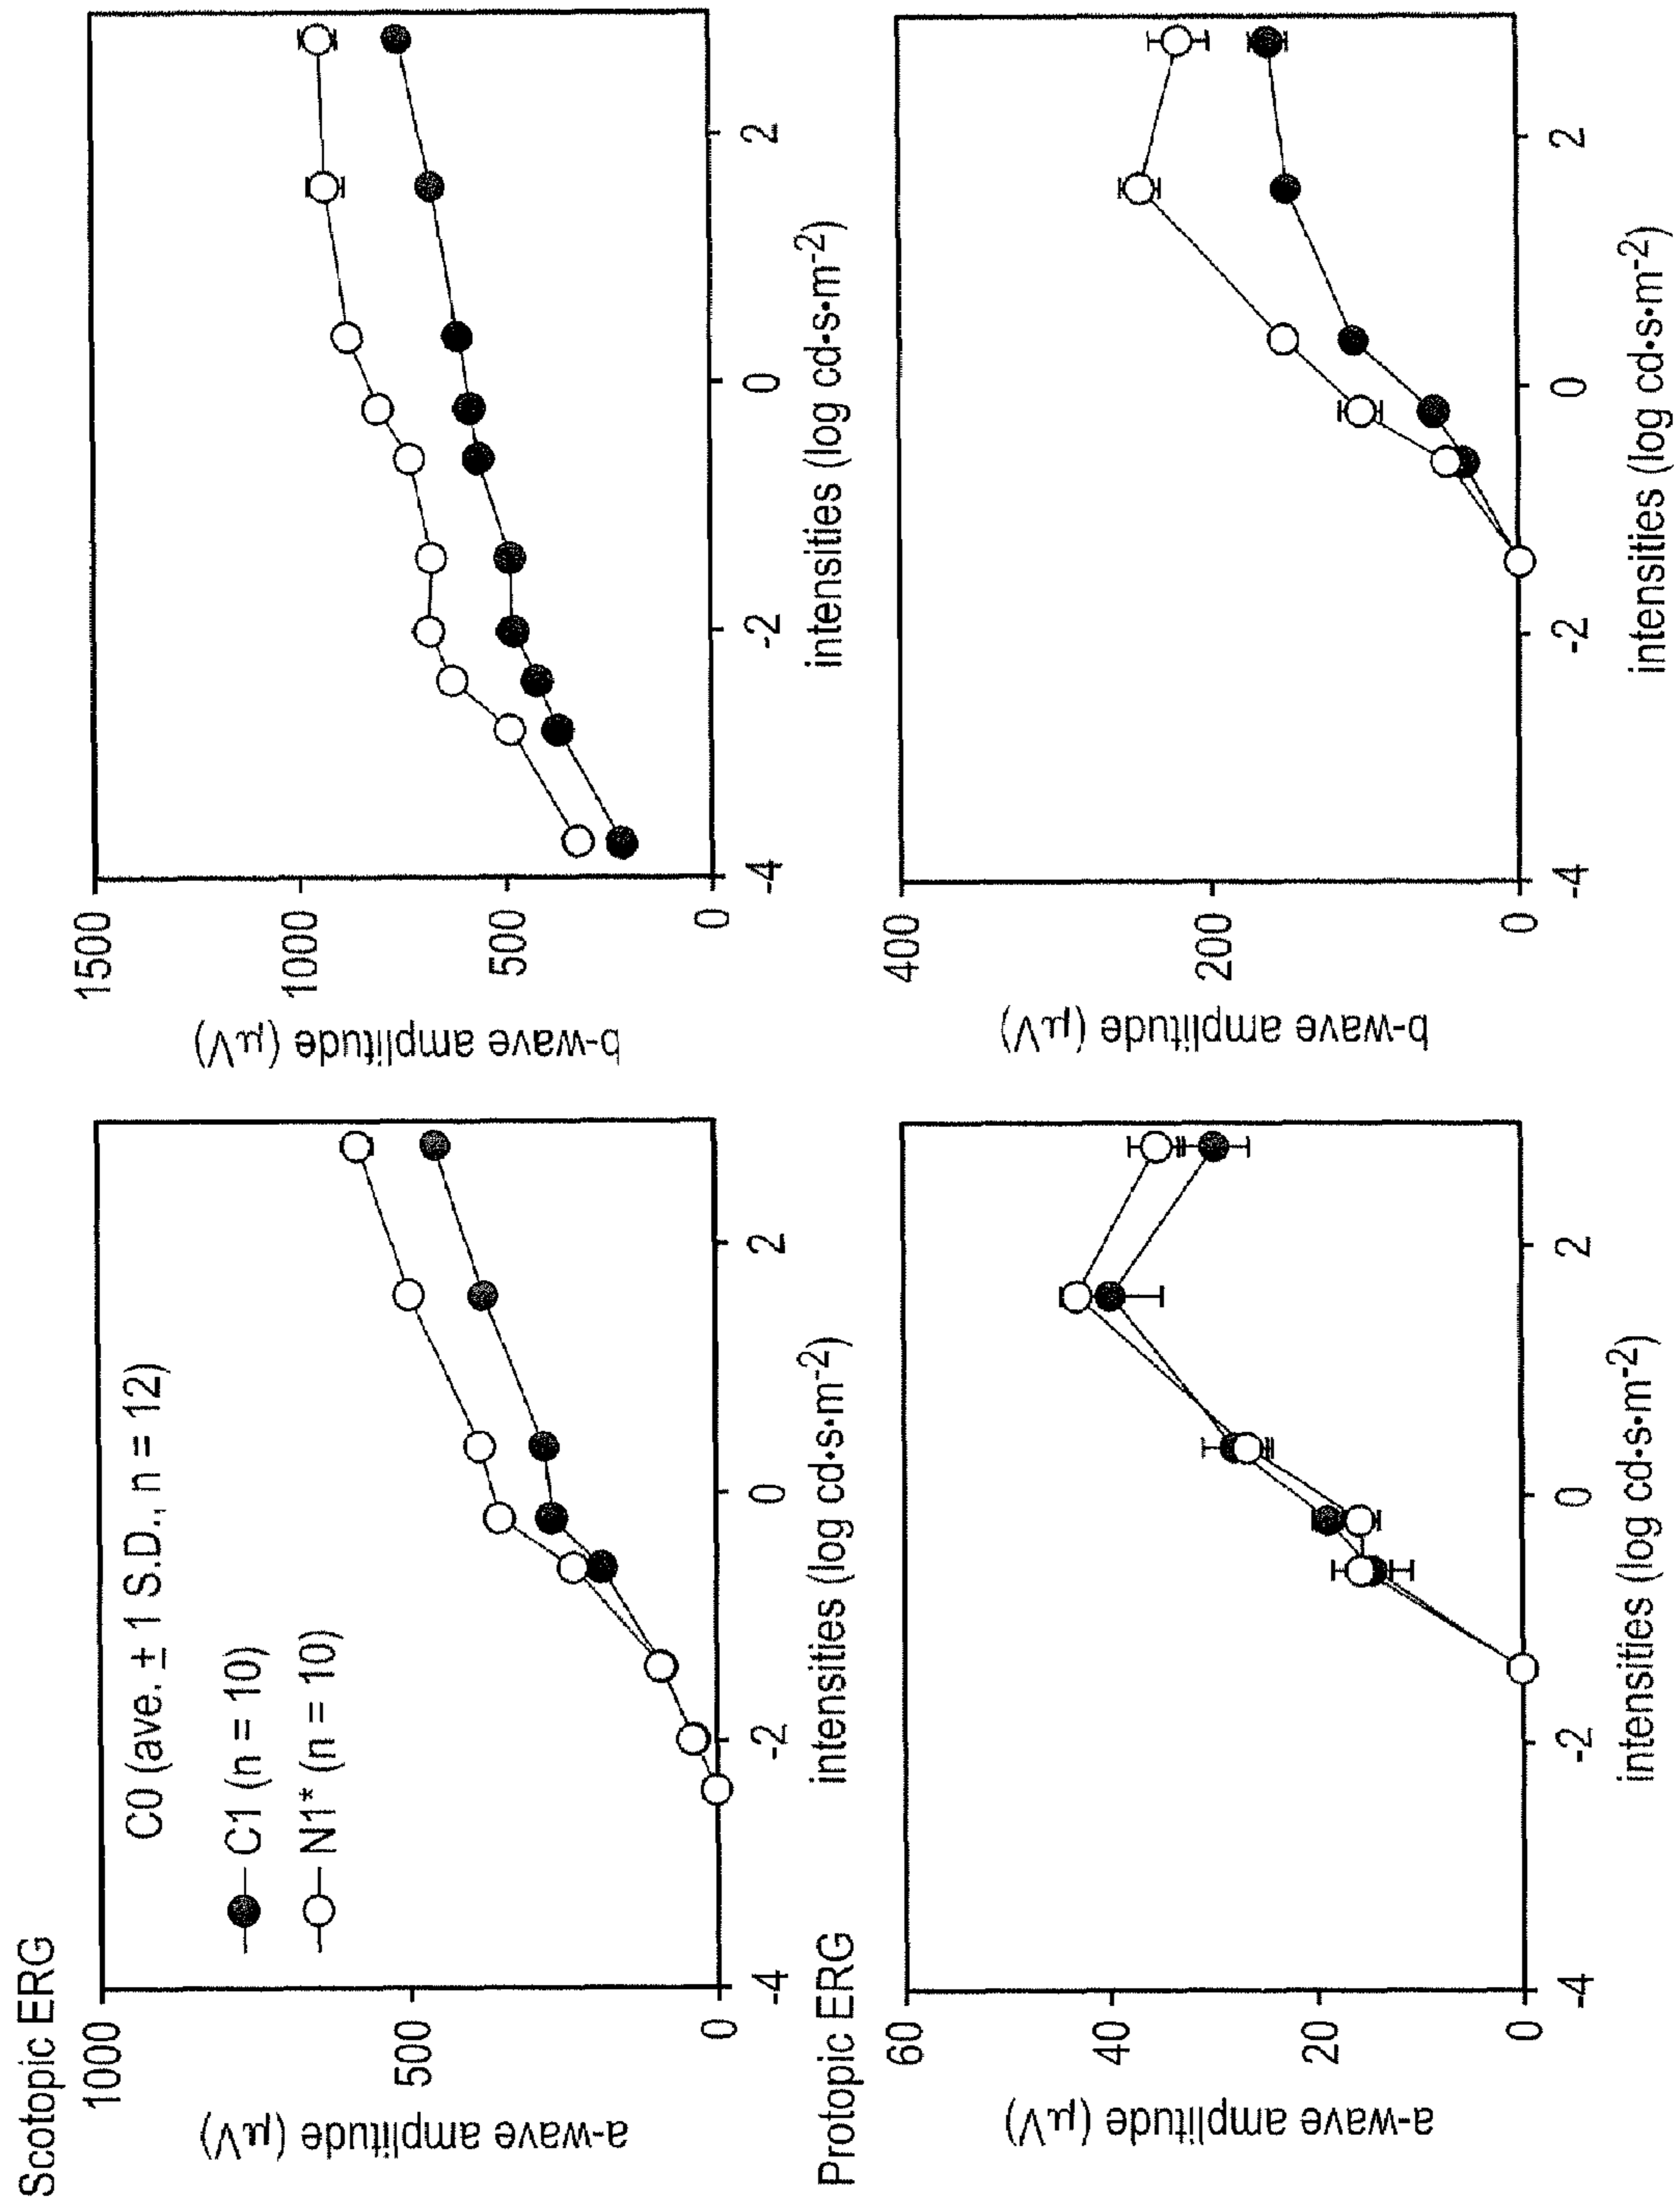 Scotopic ERG
C0 (ave. ± 1 S.D., n = 12)
C1 (n = 10)
N1* (n = 10)
1000
500
0
a-wave amplitude (μV)
-4
-2
0
2
intensities (log cd•s•m-2)
1500
1000
500
0
b-wave amplitude (μV)
-4
-2
0
2
intensities (log cd•s•m-2)
Protopic ERG
60
40
20
0
a-wave amplitude (μV)
-4
-2
0
2
intensities (log cd•s•m-2)
400
200
0
b-wave amplitude (μV)
-4
-2
0
2
intensities (log cd•s•m-2)